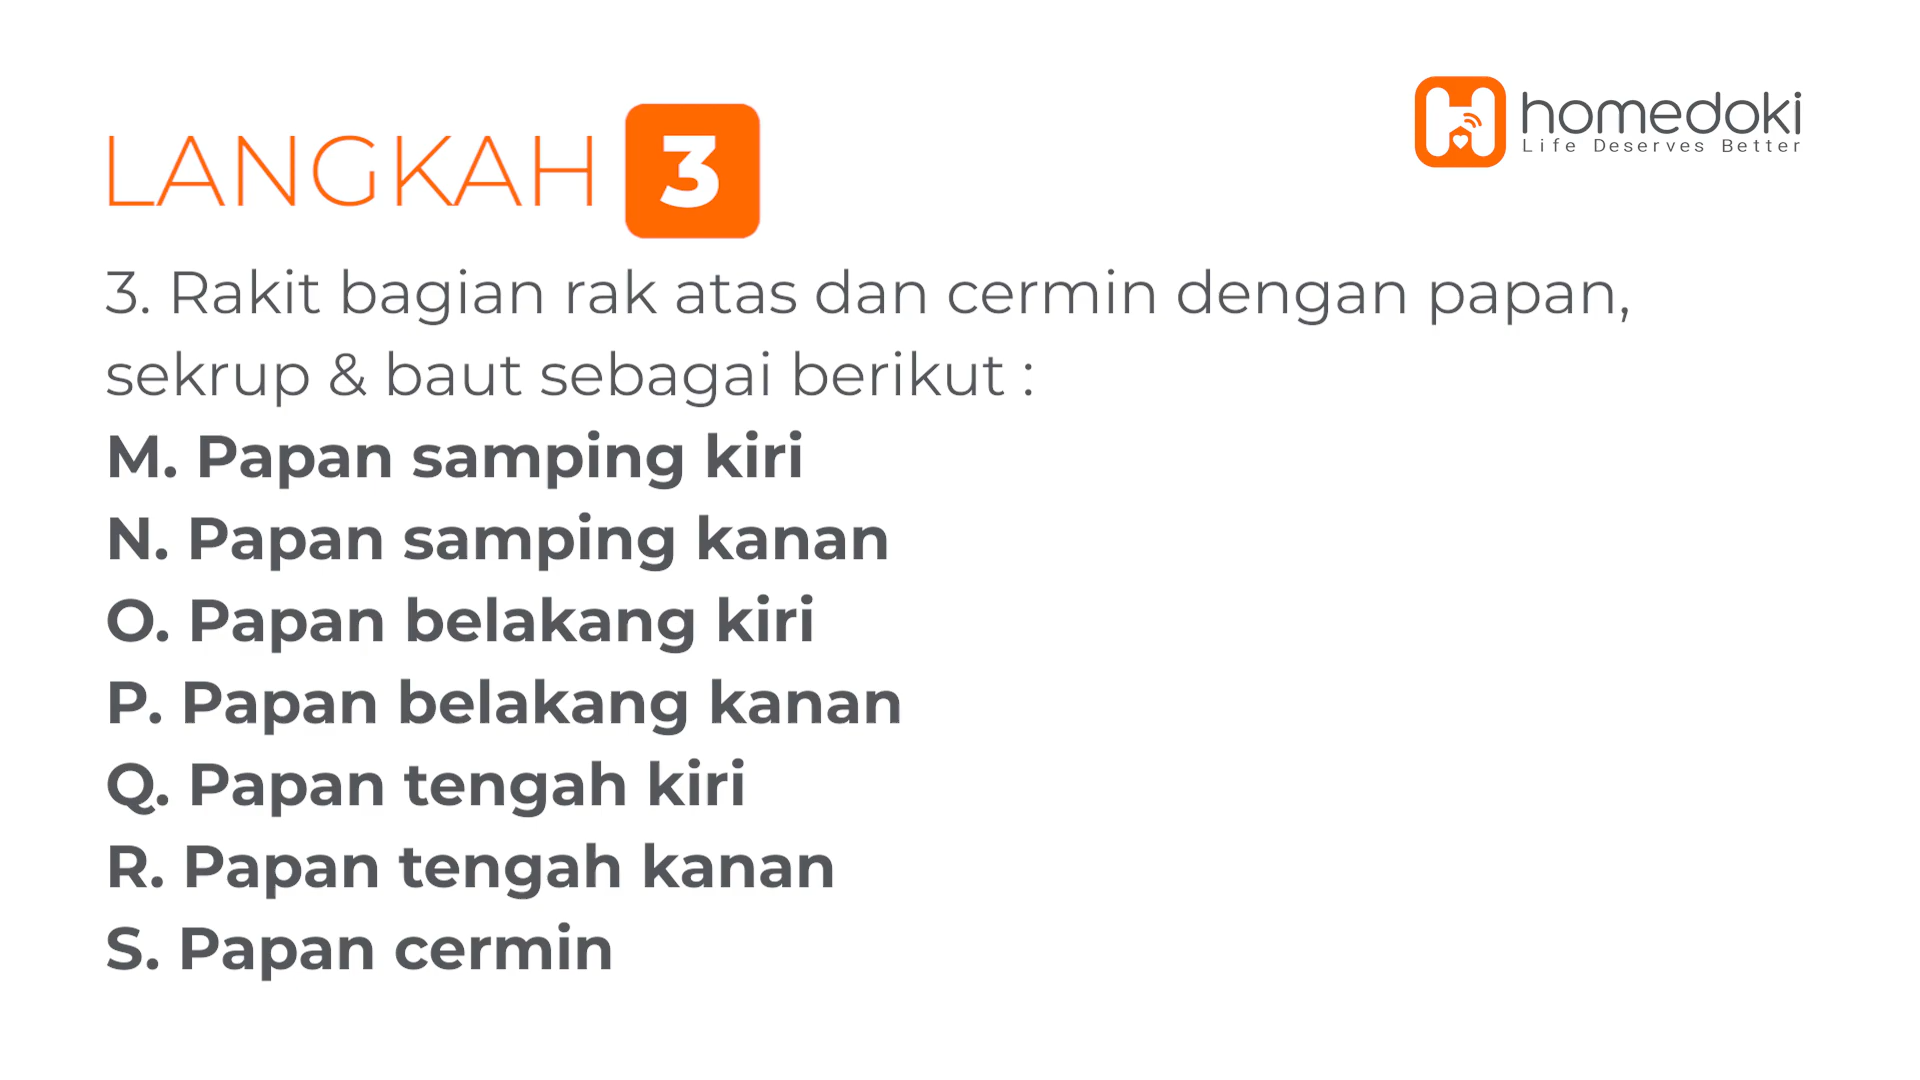 homedoki
Life Deserves Better
LANGKAH 3
3. Rakit bagian rak atas dan cermin dengan papan,
sekrup & baut sebagai berikut :
M. Papan samping kiri
N. Papan samping kanan
O. Papan belakang kiri
P. Papan belakang kanan
Q. Papan tengah kiri
R. Papan tengah kanan
S. Papan cermin